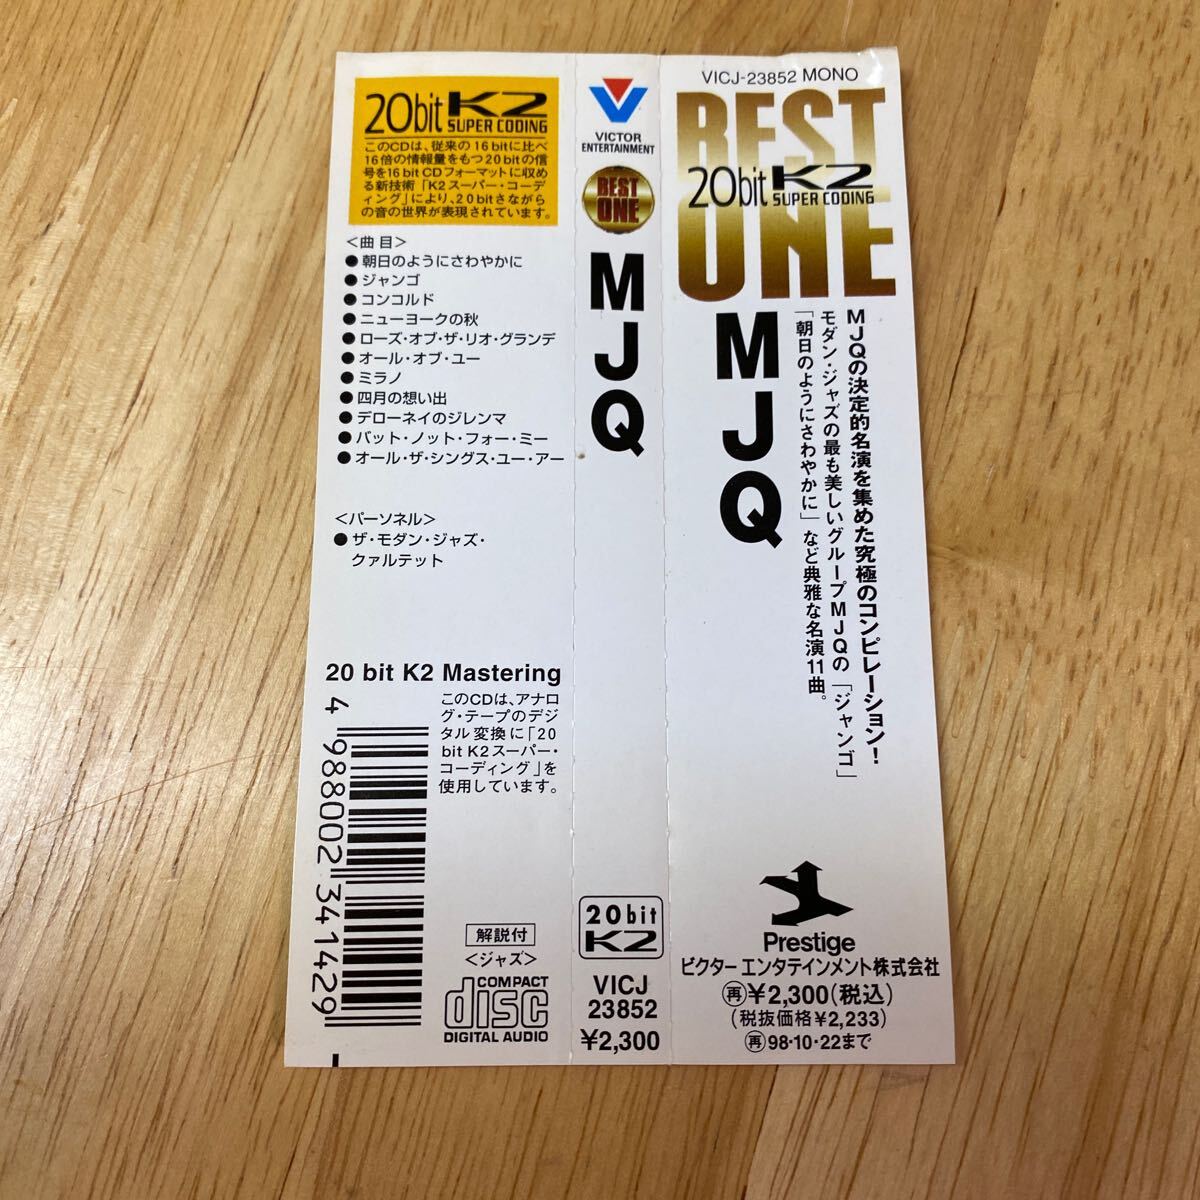 20bit K2
SUPER CODING
このCDは、従来の16bitに比べ
16倍の情報量をもつ20bitの信
号を16bit CDフォーマットに収め
る新技術「K2スーパー・コーデ
ィング」により、20bitさながら
の音の世界が表現されています。
<曲目>
●朝日のようにさわやかに
●ジャンゴ
●コンコルド
●ニューヨークの秋
●ローズ・オブ・ザ・リオ・グランデ
●オール・オブ・ユー
●ミラノ
●四月の想い出
●デローネイのジレンマ
●バット・ノット・フォー・ミー
●オール・ザ・シングス・ユー・アー
<パーソネル>
●ザ・モダン・ジャズ・
クァルテット
20 bit K2 Mastering
このCDは、アナロ
グ・テープのデジ
タル変換に「20
bit K2スーパー・
コーディング」を
使用しています。
4 988002 341429
解説付
<ジャズ>
COMPACT
disc
DIGITAL AUDIO
VICTOR
ENTERTAINMENT
BEST
ONE
MJQ
20bit
K2
VICJ
23852
¥2,300
VICJ-23852 MONO
BEST
20bit K2
SUPER CODING
ONE
MJQ
MJQの決定的名演を集めた究極のコンピレーション!
モダン・ジャズの最も美しいグループMJQの「ジャンゴ」
「朝日のようにさわやかに」など典雅な名演11曲。
Prestige
ビクターエンタテインメント株式会社
再¥2,300(税込)
(税抜価格¥2,233)
再98・10・22まで